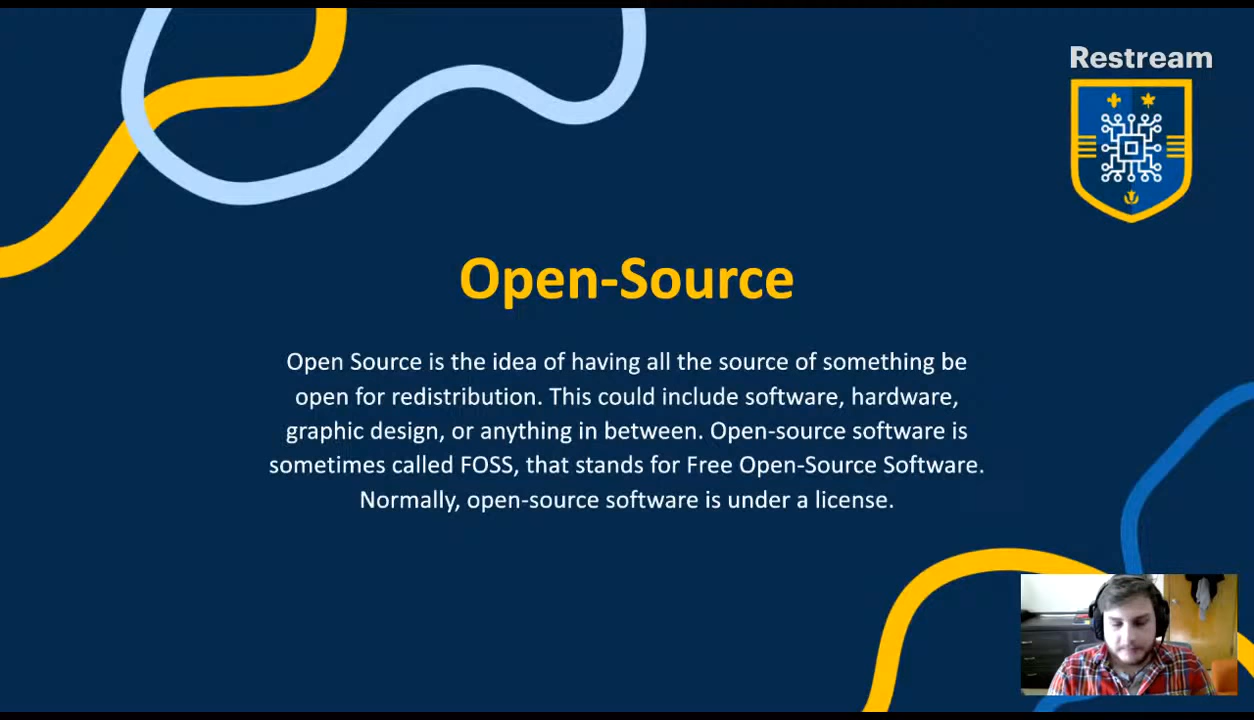 Restream
Open-Source
Open Source is the idea of having all the source of something be
open for redistribution. This could include software, hardware,
graphic design, or anything in between. Open-source software is
sometimes called FOSS, that stands for Free Open-Source Software.
Normally, open-source software is under a license.